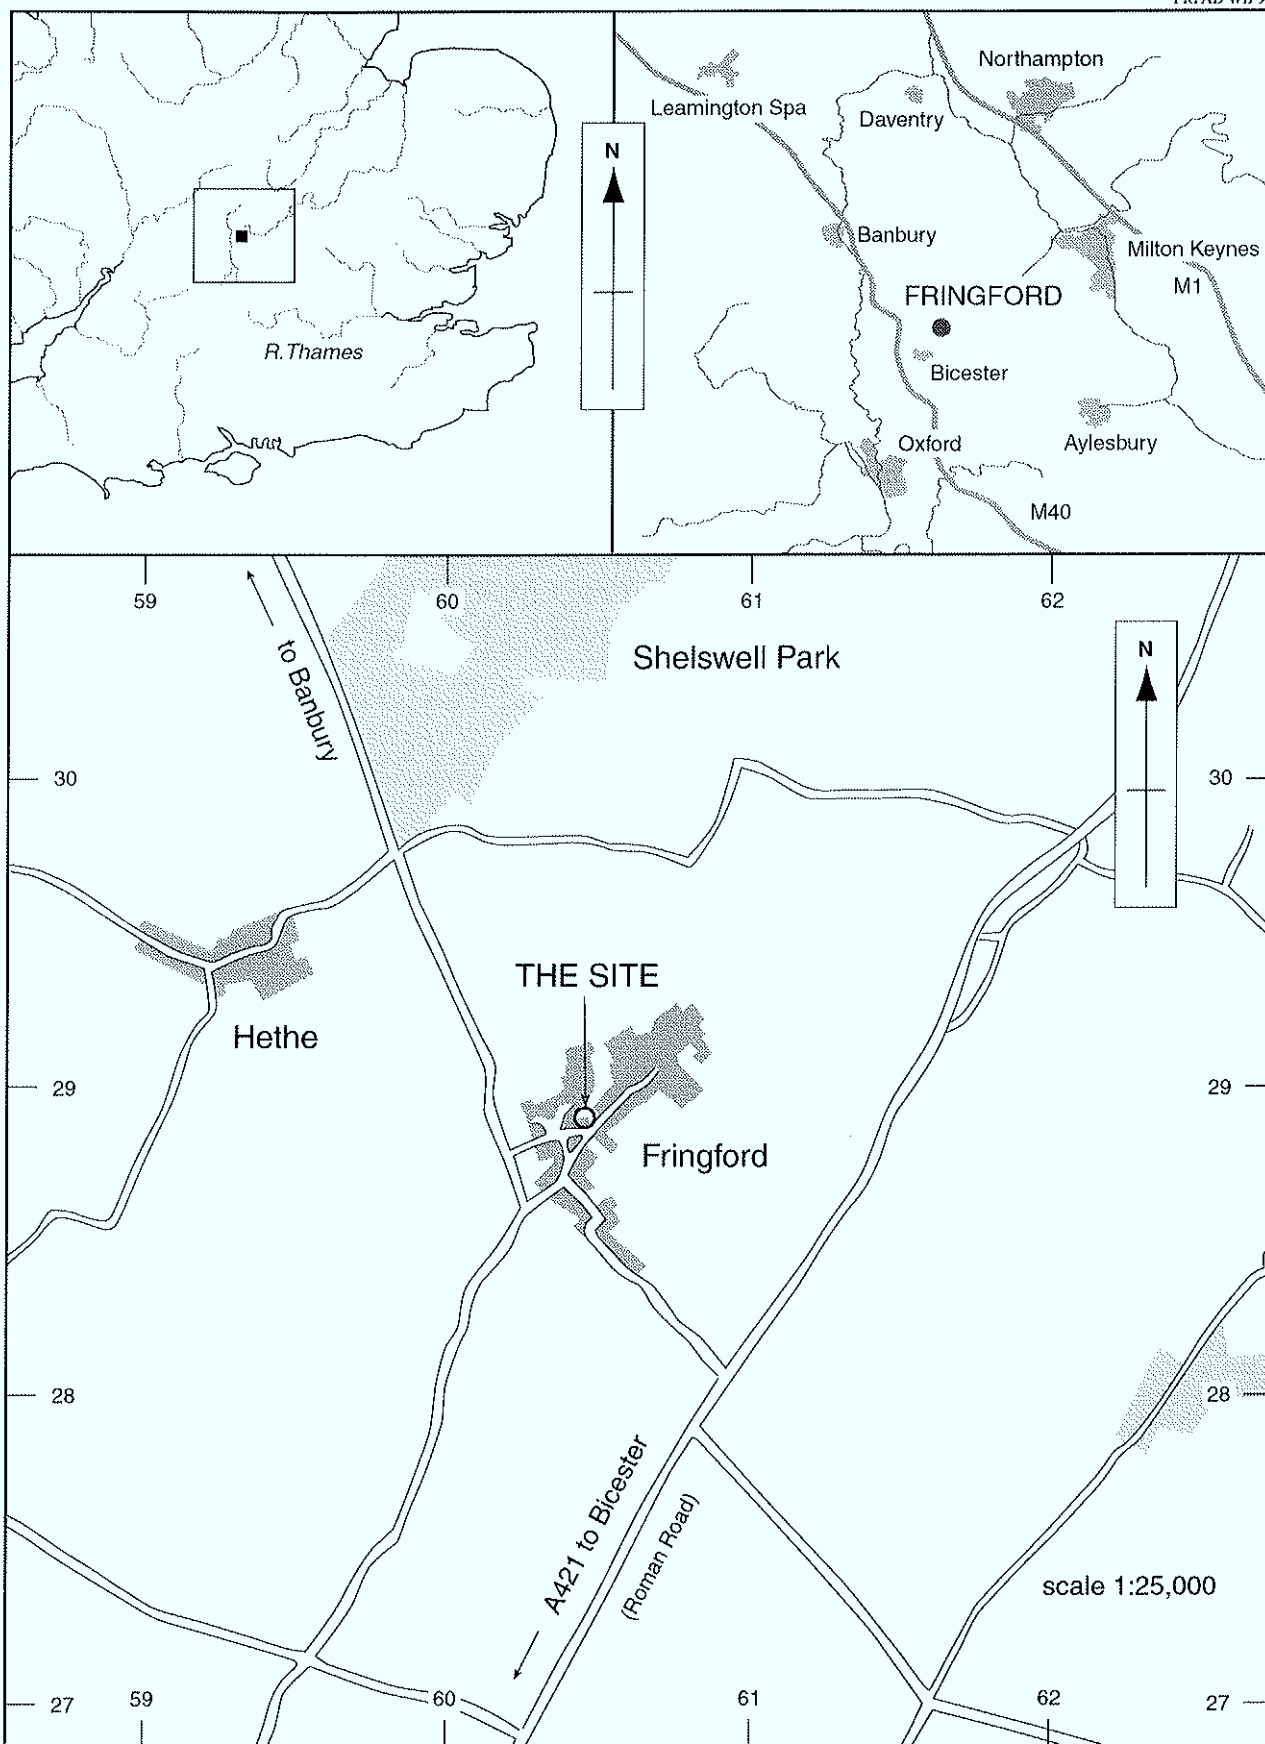 N
R.Thames
Northampton
Leamington Spa
Daventry
Banbury
Milton Keynes
M1
FRINGFORD
Bicester
Oxford
Aylesbury
M40
59
60
61
62
to Banbury
Shelswell Park
N
30
30
THE SITE
Hethe
29
29
Fringford
28
28
A421 to Bicester
(Roman Road)
scale 1:25,000
27
59
60
61
62
27